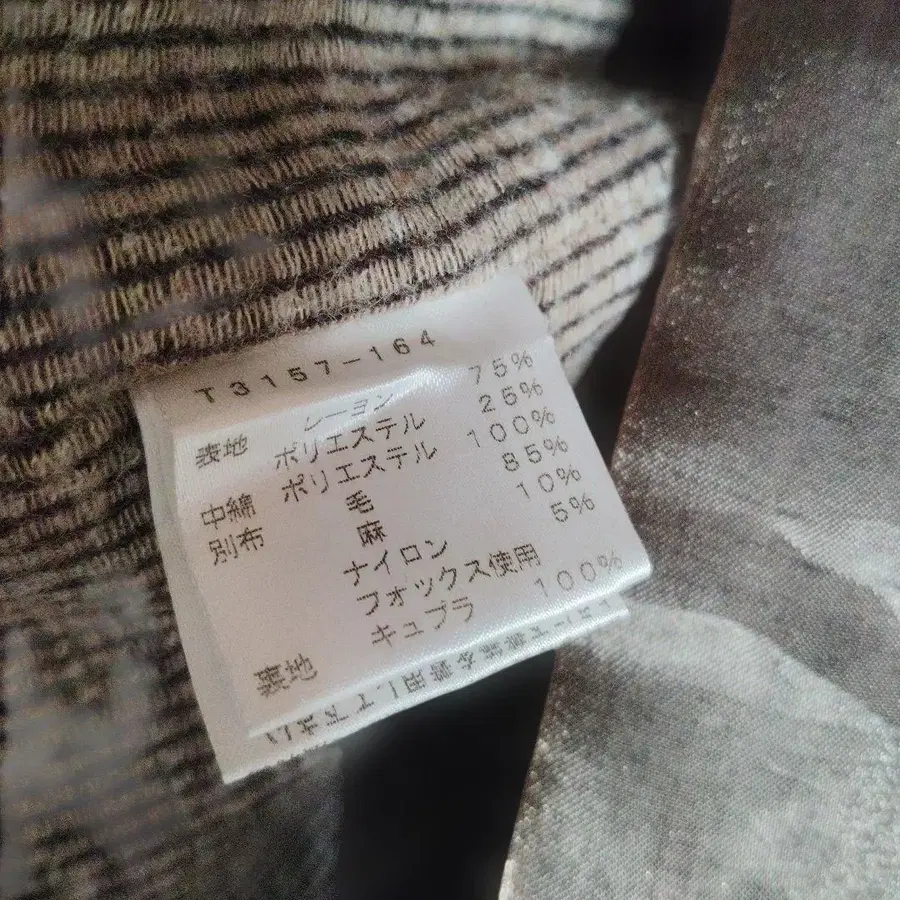 T3157-164
表地 レーヨン 75%
ポリエステル 25%
中綿 ポリエステル 100%
別布 毛 85%
麻 10%
ナイロン 5%
フォックス使用
裏地 キュプラ 100%